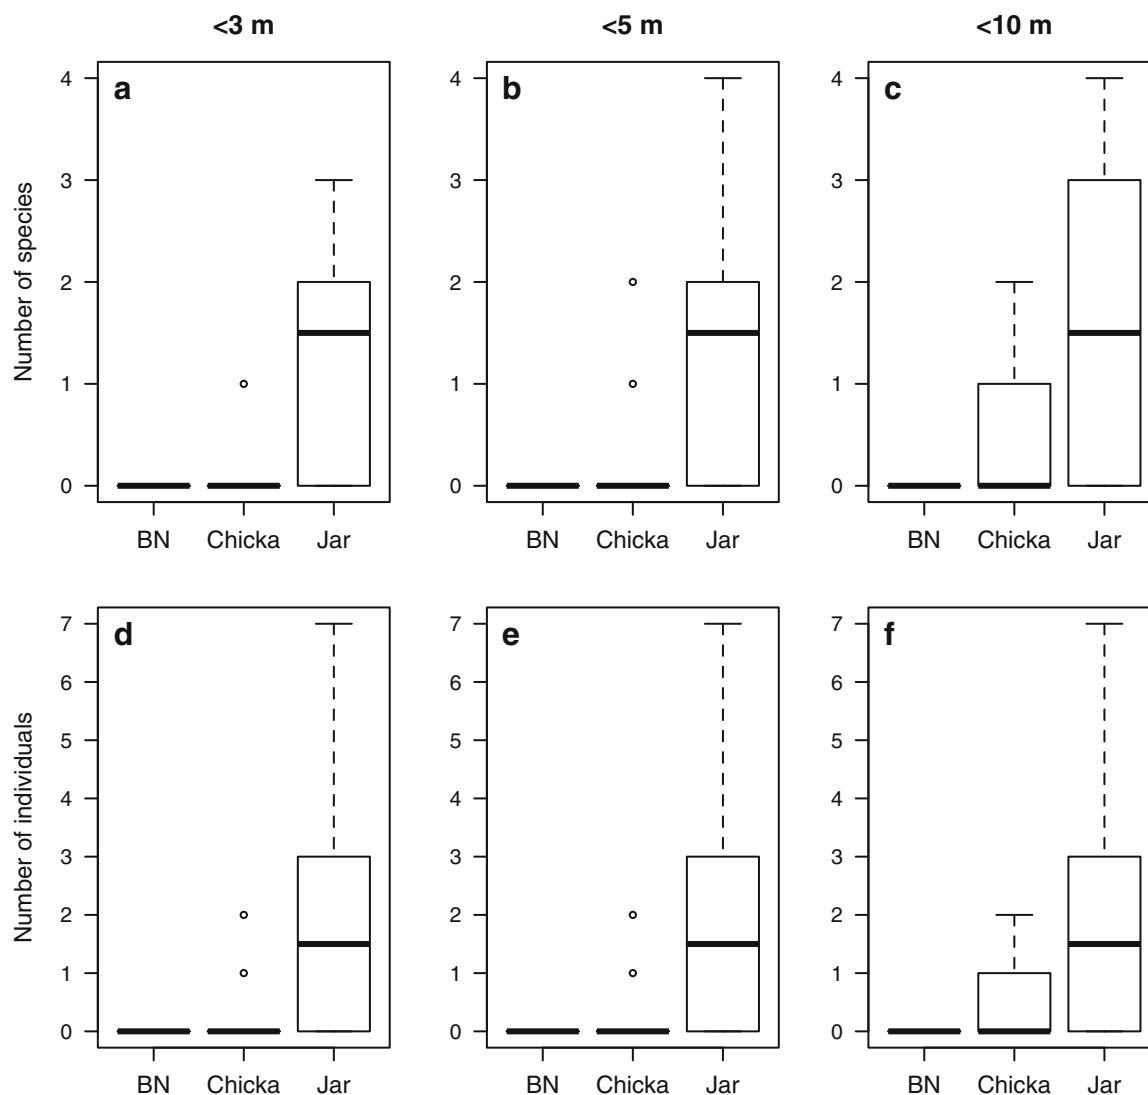 <3 m <5 m <10 m
a b c
Number of species
4 4 4
3 3 3
2 2 2
1 1 1
0 0 0
BN Chicka Jar BN Chicka Jar BN Chicka Jar
d e f
Number of individuals
7 7 7
6 6 6
5 5 5
4 4 4
3 3 3
2 2 2
1 1 1
0 0 0
BN Chicka Jar BN Chicka Jar BN Chicka Jar